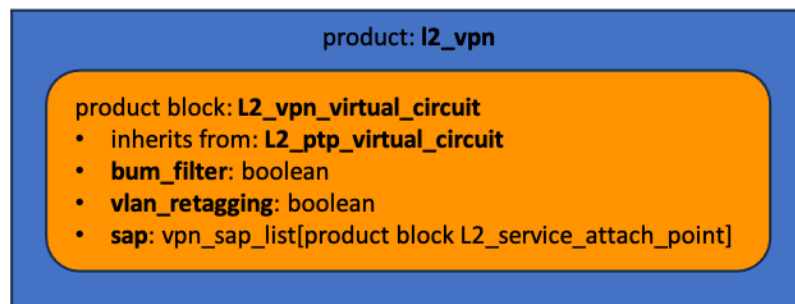 product: l2_vpn
product block: L2_vpn_virtual_circuit
• inherits from: L2_ptp_virtual_circuit
• bum_filter: boolean
• vlan_retagging: boolean
• sap: vpn_sap_list[product block L2_service_attach_point]